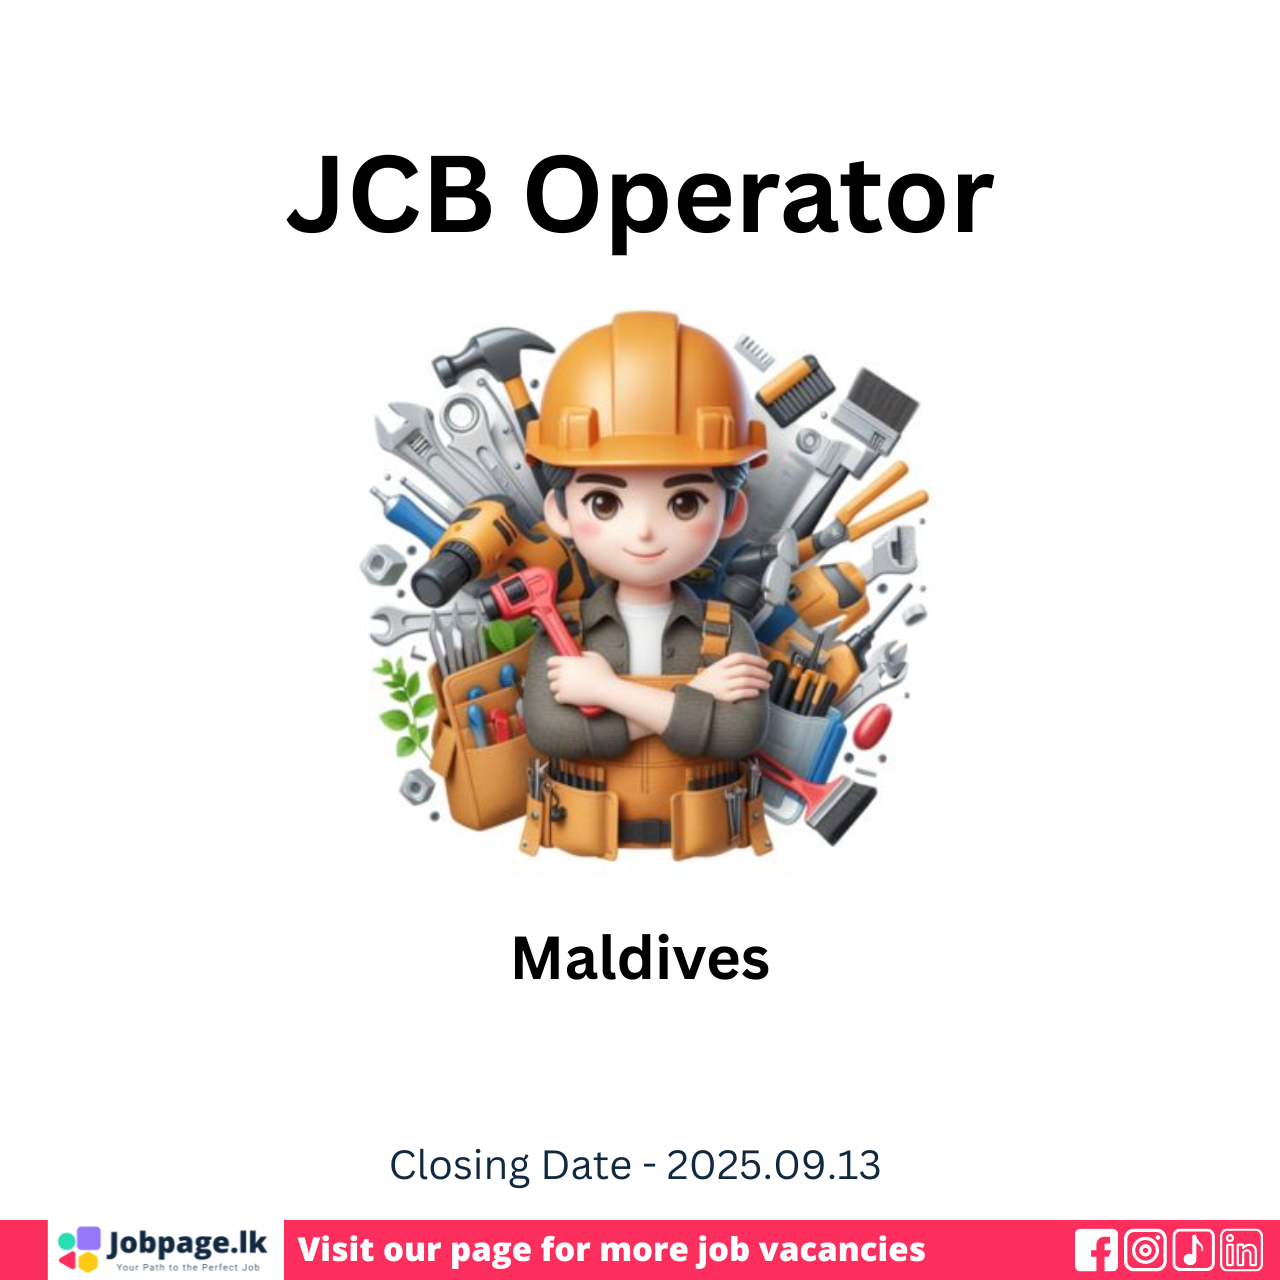 JCB Operator
Maldives
Closing Date - 2025.09.13
Jobpage.lk
Your Path to the Perfect Job
Visit our page for more job vacancies